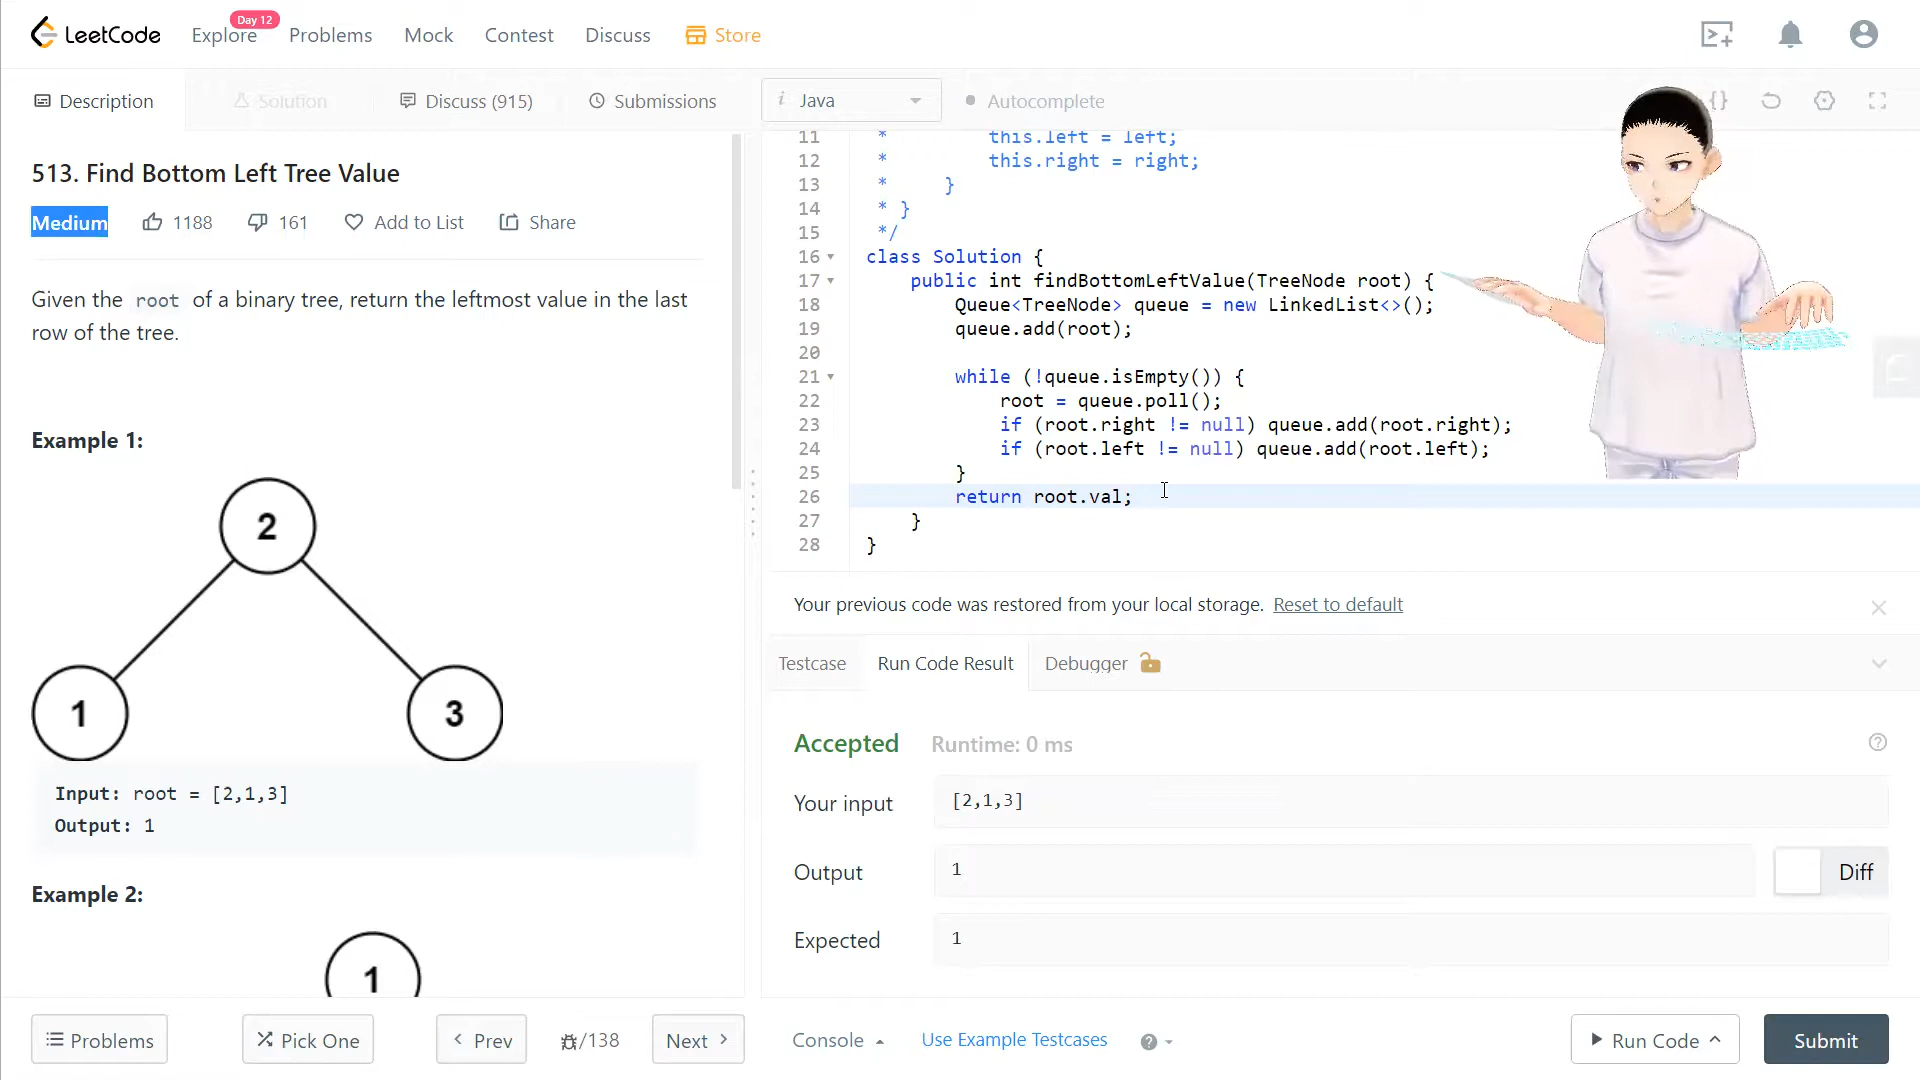 LeetCode
Explore
Day 12
Problems
Mock
Contest
Discuss
Store
Description
Solution
Discuss (915)
Submissions
513. Find Bottom Left Tree Value
Medium
1188
161
Add to List
Share
Given the root of a binary tree, return the leftmost value in the last
row of the tree.
Example 1:
2
1
3
Input: root = [2,1,3]
Output: 1
Example 2:
1
Problems
Pick One
Prev
/138
Next
i Java
Autocomplete
{}
11 * this.left = left;
12 * this.right = right;
13 * }
14 * }
15 */
16 class Solution {
17 public int findBottomLeftValue(TreeNode root) {
18 Queue<TreeNode> queue = new LinkedList<>();
19 queue.add(root);
20
21 while (!queue.isEmpty()) {
22 root = queue.poll();
23 if (root.right != null) queue.add(root.right);
24 if (root.left != null) queue.add(root.left);
25 }
26 return root.val;
27 }
28 }
Your previous code was restored from your local storage. Reset to default
Testcase
Run Code Result
Debugger
Accepted Runtime: 0 ms
Your input
[2,1,3]
Output
1
Diff
Expected
1
Console
Use Example Testcases
Run Code
Submit